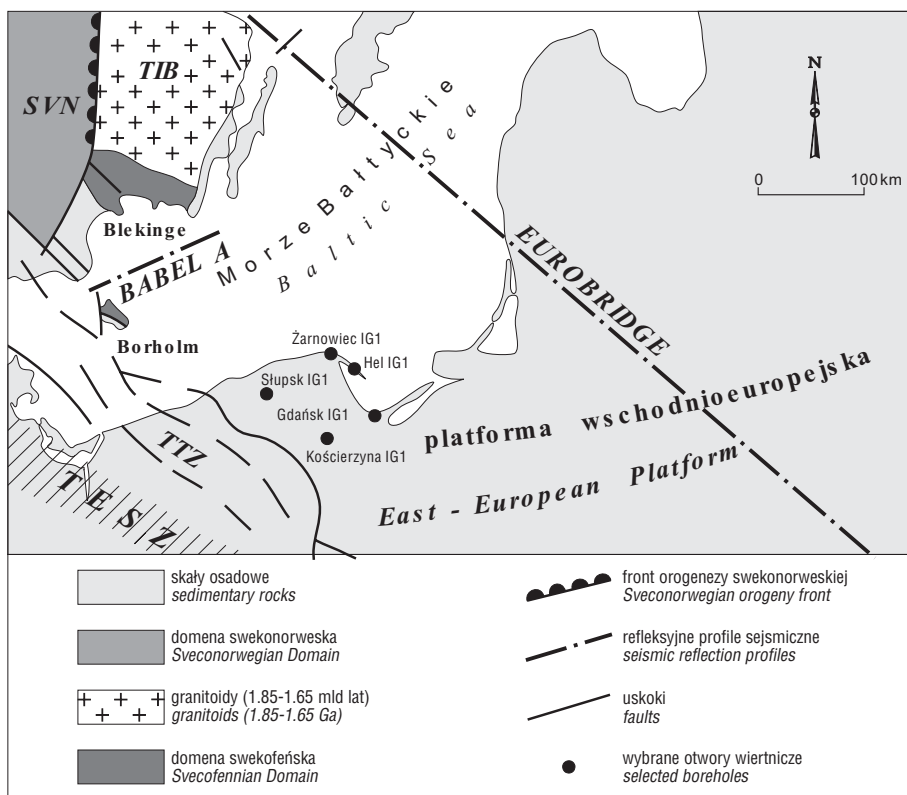 TIB
SVN
N
0 100 km
Morze Bałtyckie
Baltic Sea
Blekinge
BABEL A
EUROBRIDGE
Borholm
Żarnowiec IG1
Hel IG1
Słupsk IG1
Gdańsk IG1
Kościerzyna IG1
platforma wschodnioeuropejska
East - European Platform
TTZ
TESZ
skały osadowe
sedimentary rocks
domena swekonorweska
Sveconorwegian Domain
granitoidy (1.85-1.65 mld lat)
granitoids (1.85-1.65 Ga)
domena swekofeńska
Svecofennian Domain
front orogenezy swekonorweskiej
Sveconorwegian orogeny front
refleksyjne profile sejsmiczne
seismic reflection profiles
uskoki
faults
wybrane otwory wiertnicze
selected boreholes